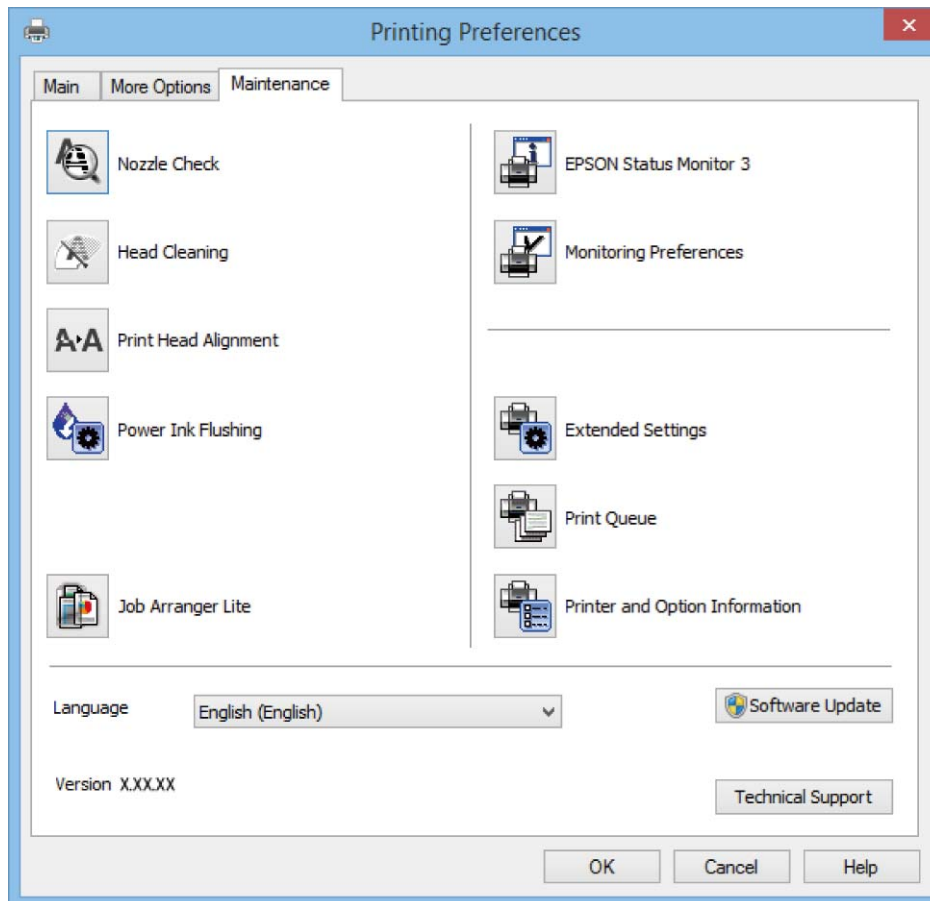 Printing Preferences
Main
More Options
Maintenance
Nozzle Check
Head Cleaning
A▸A Print Head Alignment
Power Ink Flushing
Job Arranger Lite
EPSON Status Monitor 3
Monitoring Preferences
Extended Settings
Print Queue
Printer and Option Information
Language
English (English)
Software Update
Version X.XX.XX
Technical Support
OK
Cancel
Help